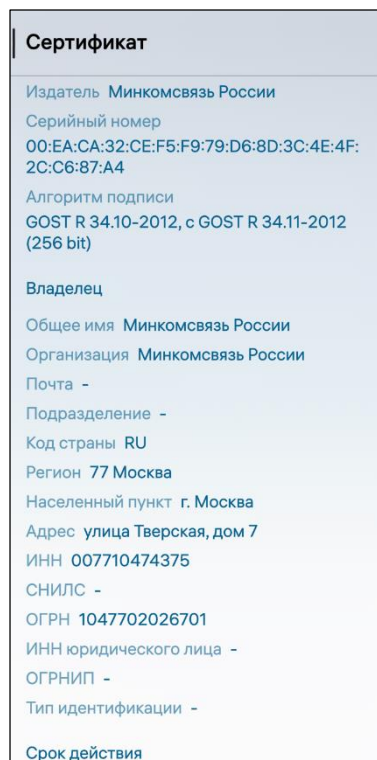 Сертификат
Издатель Минкомсвязь России
Серийный номер
00:EA:CA:32:CE:F5:F9:79:D6:8D:3C:4E:4F:
2C:C6:87:A4
Алгоритм подписи
GOST R 34.10-2012, с GOST R 34.11-2012
(256 bit)
Владелец
Общее имя Минкомсвязь России
Организация Минкомсвязь России
Почта -
Подразделение -
Код страны RU
Регион 77 Москва
Населенный пункт г. Москва
Адрес улица Тверская, дом 7
ИНН 007710474375
СНИЛС -
ОГРН 1047702026701
ИНН юридического лица -
ОГРНИП -
Тип идентификации -
Срок действия